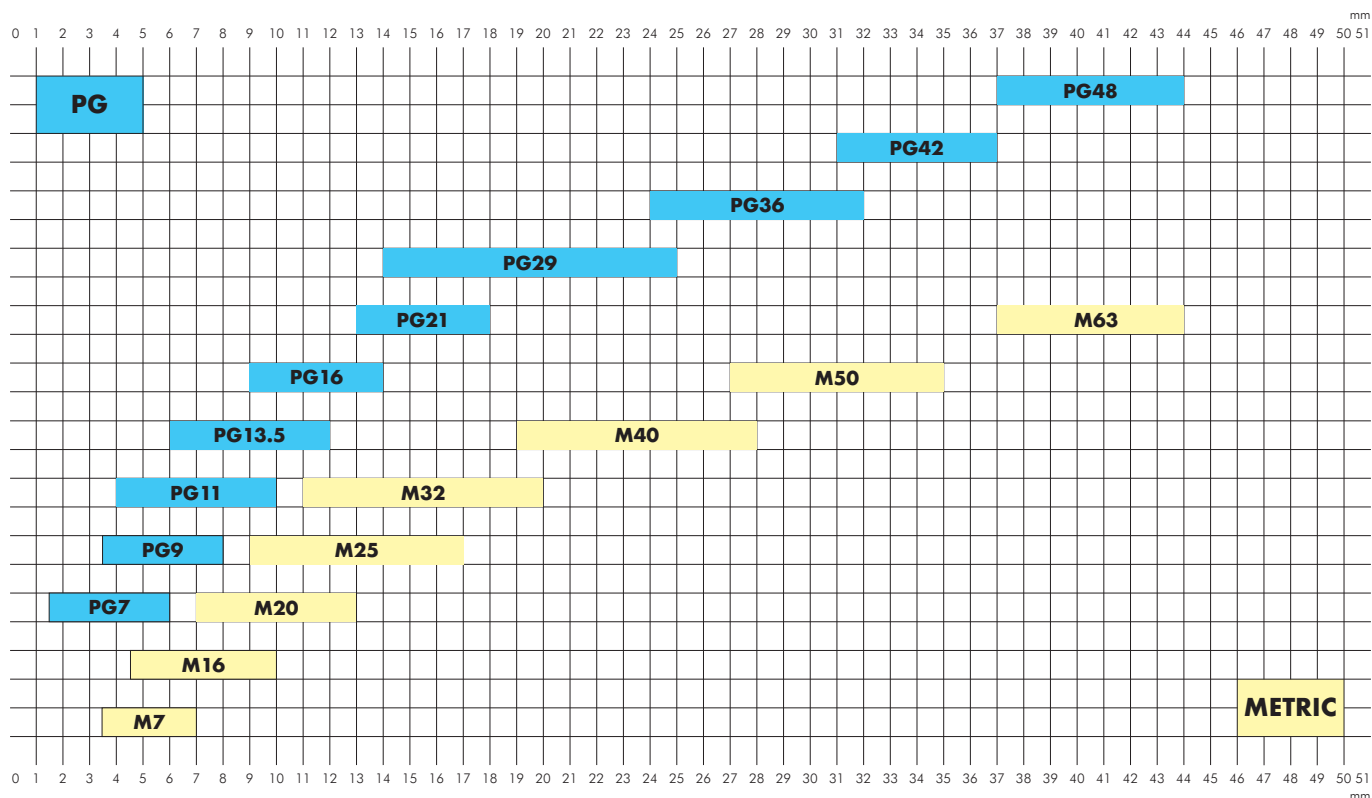 mm
0 1 2 3 4 5 6 7 8 9 10 11 12 13 14 15 16 17 18 19 20 21 22 23 24 25 26 27 28 29 30 31 32 33 34 35 36 37 38 39 40 41 42 43 44 45 46 47 48 49 50 51
PG
PG48
PG42
PG36
PG29
PG21 M63
PG16 M50
PG13.5 M40
PG11 M32
PG9 M25
PG7 M20
M16
METRIC
M7
0 1 2 3 4 5 6 7 8 9 10 11 12 13 14 15 16 17 18 19 20 21 22 23 24 25 26 27 28 29 30 31 32 33 34 35 36 37 38 39 40 41 42 43 44 45 46 47 48 49 50 51
mm